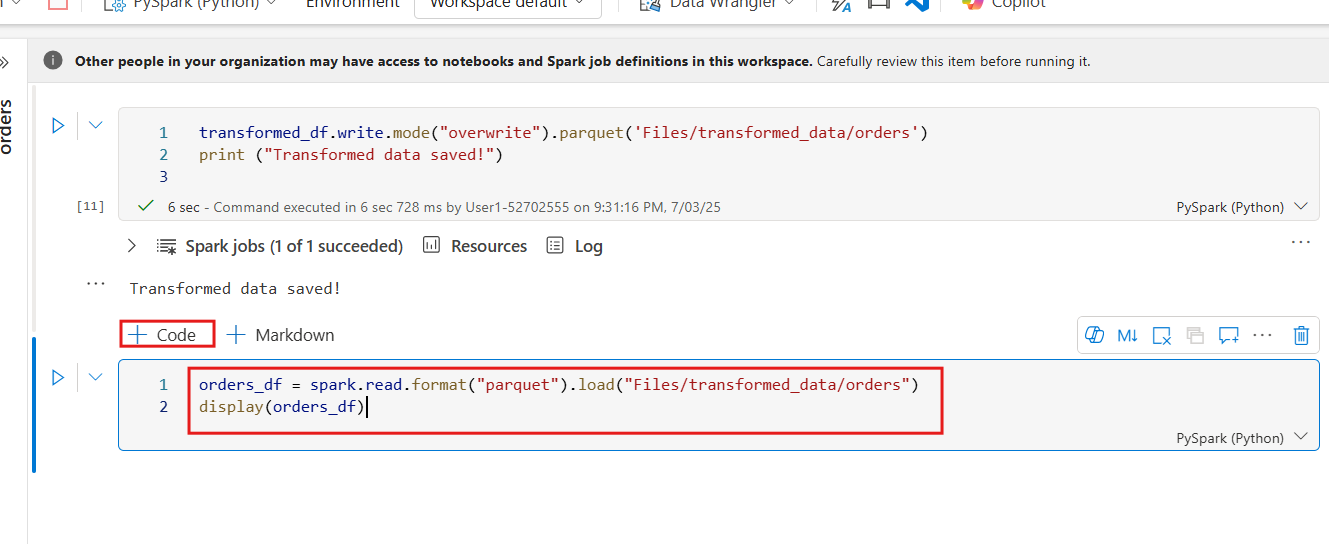 PySpark (Python)
Environment
Workspace default
Data Wrangler
Copilot
Other people in your organization may have access to notebooks and Spark job definitions in this workspace. Carefully review this item before running it.
orders
1 transformed_df.write.mode("overwrite").parquet('Files/transformed_data/orders')
2 print ("Transformed data saved!")
3
[11]
6 sec - Command executed in 6 sec 728 ms by User1-52702555 on 9:31:16 PM, 7/03/25
PySpark (Python)
Spark jobs (1 of 1 succeeded) Resources Log
Transformed data saved!
Code Markdown
M↓
1 orders_df = spark.read.format("parquet").load("Files/transformed_data/orders")
2 display(orders_df)
PySpark (Python)